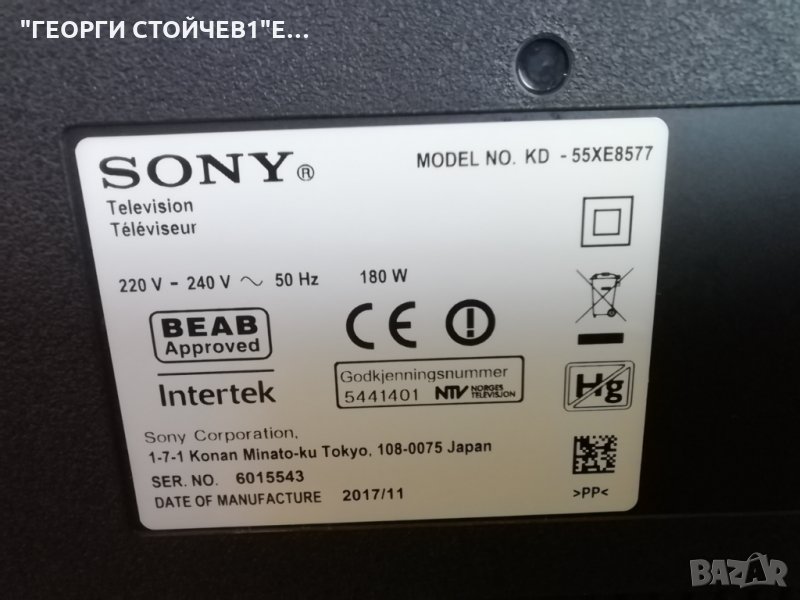 "ГЕОРГИ СТОЙЧЕВ1"Е...
SONY ®
MODEL NO. KD - 55XE8577
Television
Téléviseur
220 V - 240 V ~ 50 Hz 180 W
BEAB
Approved
Intertek
CE
Godkjenningsnummer
5441401 NTV NORGES
TELEVISJON
Hg
Sony Corporation,
1-7-1 Konan Minato-ku Tokyo, 108-0075 Japan
SER. NO. 6015543
DATE OF MANUFACTURE 2017/11
>PP<
BAZAR